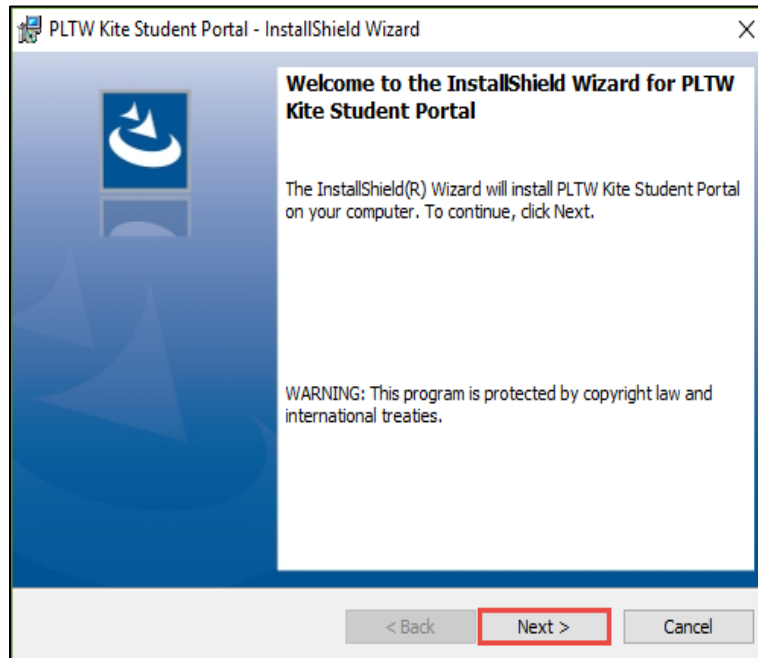 PLTW Kite Student Portal - InstallShield Wizard
Welcome to the InstallShield Wizard for PLTW
Kite Student Portal
The InstallShield(R) Wizard will install PLTW Kite Student Portal
on your computer. To continue, click Next.
WARNING: This program is protected by copyright law and
international treaties.
< Back Next > Cancel